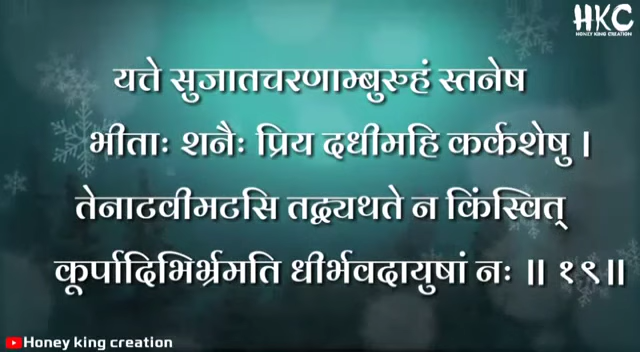 HKC
HONEY KING CREATION
यत्ते सुजातचरणाम्बुरुहं स्तनेष
भीताः शनैः प्रिय दधीमहि कर्कशेषु ।
तेनाटवीमटसि तद्व्यथते न किंस्वित्
कूर्पादिभिर्भ्रमति धीर्भवदायुषां नः ॥ १९॥
Honey king creation